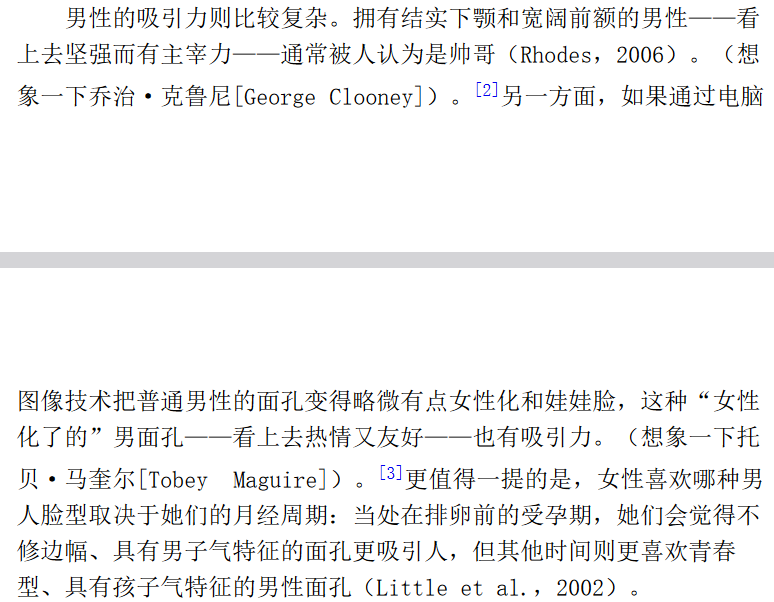 男性的吸引力则比较复杂。拥有结实下颚和宽阔前额的男性——看
上去坚强而有主宰力——通常被人认为是帅哥（Rhodes，2006）。（想
象一下乔治·克鲁尼[George Clooney]）。[2]另一方面，如果通过电脑
图像技术把普通男性的面孔变得略微有点女性化和娃娃脸，这种“女性
化了的”男面孔——看上去热情又友好——也有吸引力。（想象一下托
贝·马奎尔[Tobey Maguire]）。[3]更值得一提的是，女性喜欢哪种男
人脸型取决于她们的月经周期：当处在排卵前的受孕期，她们会觉得不
修边幅、具有男子气特征的面孔更吸引人，但其他时间则更喜欢青春
型、具有孩子气特征的男性面孔（Little et al.，2002）。